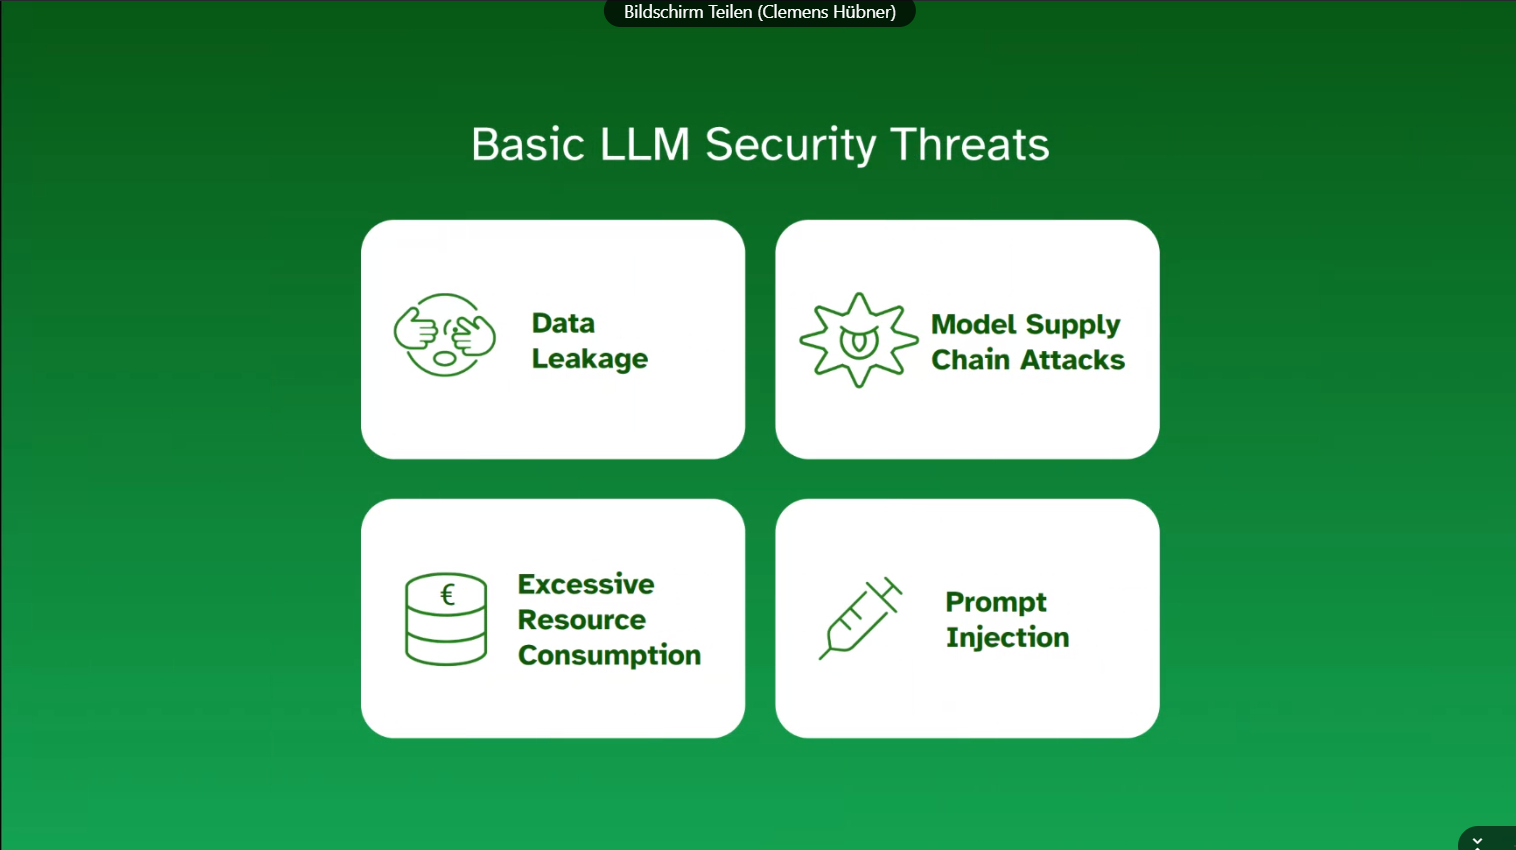 Bildschirm Teilen (Clemens Hübner)
Basic LLM Security Threats
Data
Leakage
Model Supply
Chain Attacks
€
Excessive
Resource
Consumption
Prompt
Injection